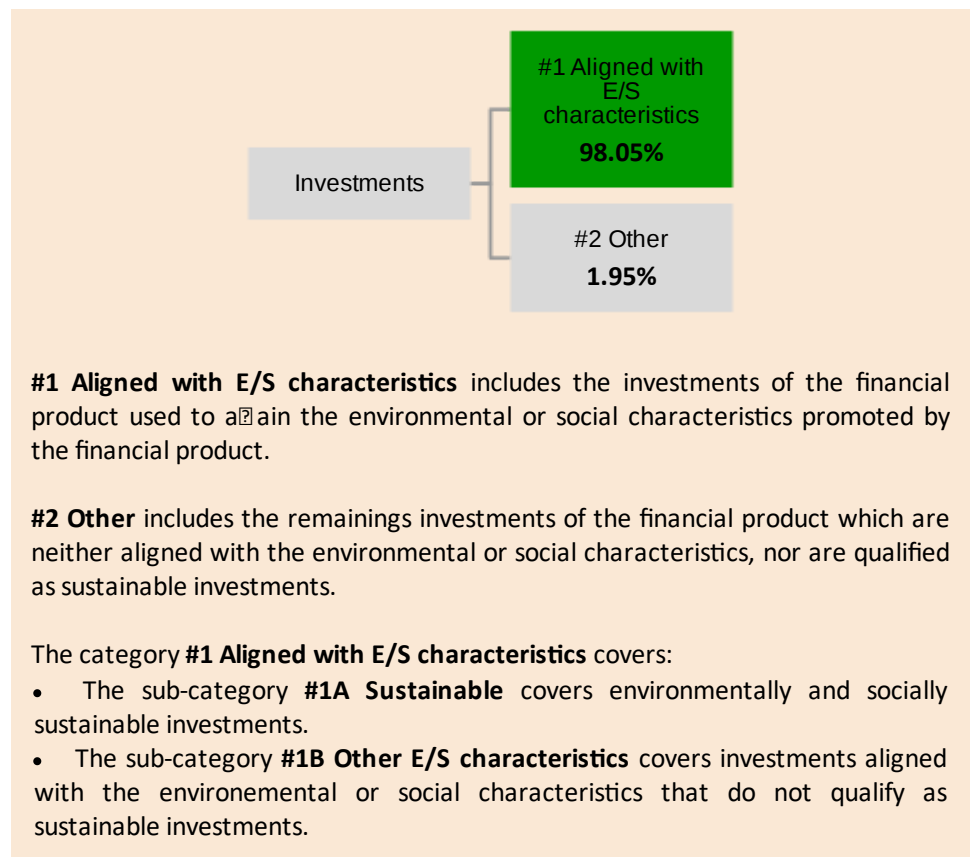 #1 Aligned with
E/S
characteristics
98.05%
Investments
#2 Other
1.95%
#1 Aligned with E/S characteristics includes the investments of the financial
product used to a⍰ain the environmental or social characteristics promoted by
the financial product.
#2 Other includes the remainings investments of the financial product which are
neither aligned with the environmental or social characteristics, nor are qualified
as sustainable investments.
The category #1 Aligned with E/S characteristics covers:
• The sub-category #1A Sustainable covers environmentally and socially
sustainable investments.
• The sub-category #1B Other E/S characteristics covers investments aligned
with the environemental or social characteristics that do not qualify as
sustainable investments.